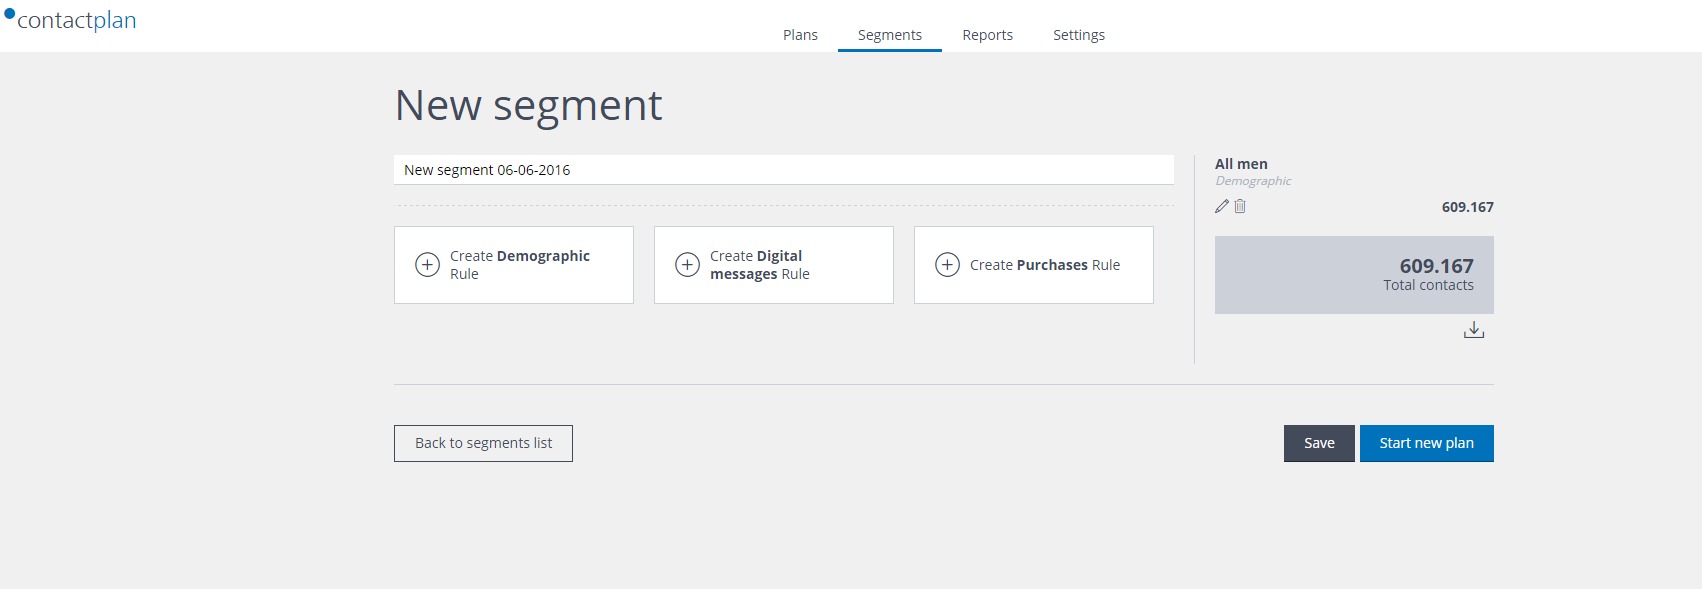 contactplan
Plans
Segments
Reports
Settings
New segment
New segment 06-06-2016
Create Demographic
Rule
Create Digital
messages Rule
Create Purchases Rule
All men
Demographic
609.167
609.167
Total contacts
Back to segments list
Save
Start new plan